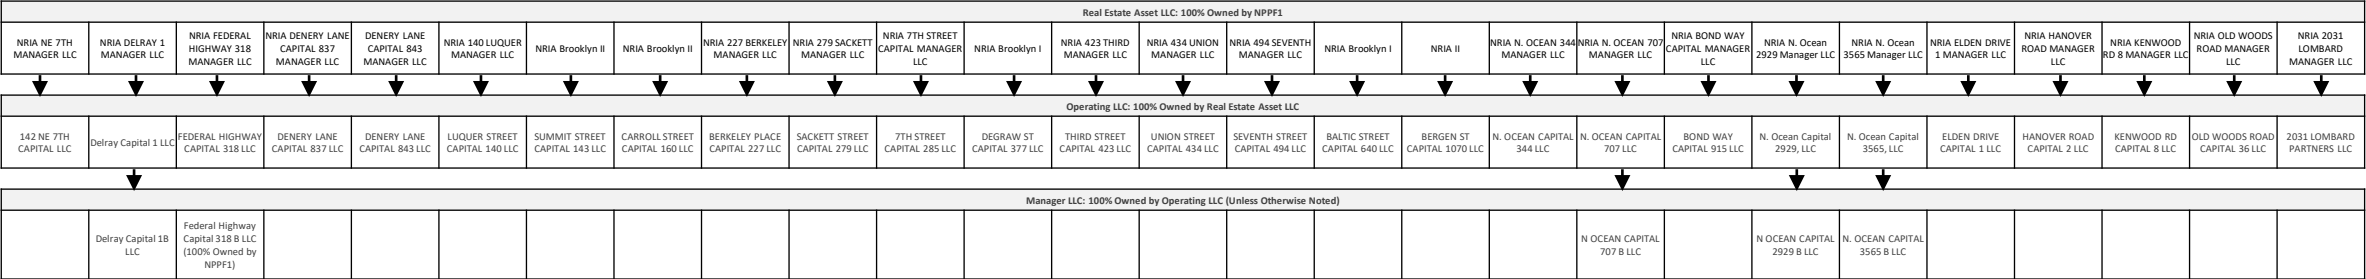 Real Estate Asset LLC: 100% Owned by NPPF1
NRIA NE 7TH
MANAGER LLC
NRIA DELRAY 1
MANAGER LLC
NRIA FEDERAL
HIGHWAY 318
MANAGER LLC
NRIA DENERY LANE
CAPITAL 837
MANAGER LLC
DENERY LANE
CAPITAL 843
MANAGER LLC
NRIA 140 LUQUER
MANAGER LLC
NRIA Brooklyn II
NRIA Brooklyn II
NRIA 227 BERKELEY
MANAGER LLC
NRIA 279 SACKETT
MANAGER LLC
NRIA 7TH STREET
CAPITAL MANAGER
LLC
NRIA Brooklyn I
NRIA 423 THIRD
MANAGER LLC
NRIA 434 UNION
MANAGER LLC
NRIA 494 SEVENTH
MANAGER LLC
NRIA Brooklyn I
NRIA II
NRIA N. OCEAN 344
MANAGER LLC
NRIA N. OCEAN 707
MANAGER LLC
NRIA BOND WAY
CAPITAL MANAGER
LLC
NRIA N. Ocean
2929 Manager LLC
NRIA N. Ocean
3565 Manager LLC
NRIA ELDEN DRIVE
1 MANAGER LLC
NRIA HANOVER
ROAD MANAGER
LLC
NRIA KENWOOD
RD 8 MANAGER LLC
NRIA OLD WOODS
ROAD MANAGER
LLC
NRIA 2031
LOMBARD
MANAGER LLC
Operating LLC: 100% Owned by Real Estate Asset LLC
142 NE 7TH
CAPITAL LLC
Delray Capital 1 LLC
FEDERAL HIGHWAY
CAPITAL 318 LLC
DENERY LANE
CAPITAL 837 LLC
DENERY LANE
CAPITAL 843 LLC
LUQUER STREET
CAPITAL 140 LLC
SUMMIT STREET
CAPITAL 143 LLC
CARROLL STREET
CAPITAL 160 LLC
BERKELEY PLACE
CAPITAL 227 LLC
SACKETT STREET
CAPITAL 279 LLC
7TH STREET
CAPITAL 285 LLC
DEGRAW ST
CAPITAL 377 LLC
THIRD STREET
CAPITAL 423 LLC
UNION STREET
CAPITAL 434 LLC
SEVENTH STREET
CAPITAL 494 LLC
BALTIC STREET
CAPITAL 640 LLC
BERGEN ST
CAPITAL 1070 LLC
N. OCEAN CAPITAL
344 LLC
N. OCEAN CAPITAL
707 LLC
BOND WAY
CAPITAL 915 LLC
N. Ocean Capital
2929, LLC
N. Ocean Capital
3565, LLC
ELDEN DRIVE
CAPITAL 1 LLC
HANOVER ROAD
CAPITAL 2 LLC
KENWOOD RD
CAPITAL 8 LLC
OLD WOODS ROAD
CAPITAL 36 LLC
2031 LOMBARD
PARTNERS LLC
Manager LLC: 100% Owned by Operating LLC (Unless Otherwise Noted)
Delray Capital 1B
LLC
Federal Highway
Capital 318 B LLC
(100% Owned by
NPPF1)
N OCEAN CAPITAL
707 B LLC
N OCEAN CAPITAL
2929 B LLC
N. OCEAN CAPITAL
3565 B LLC